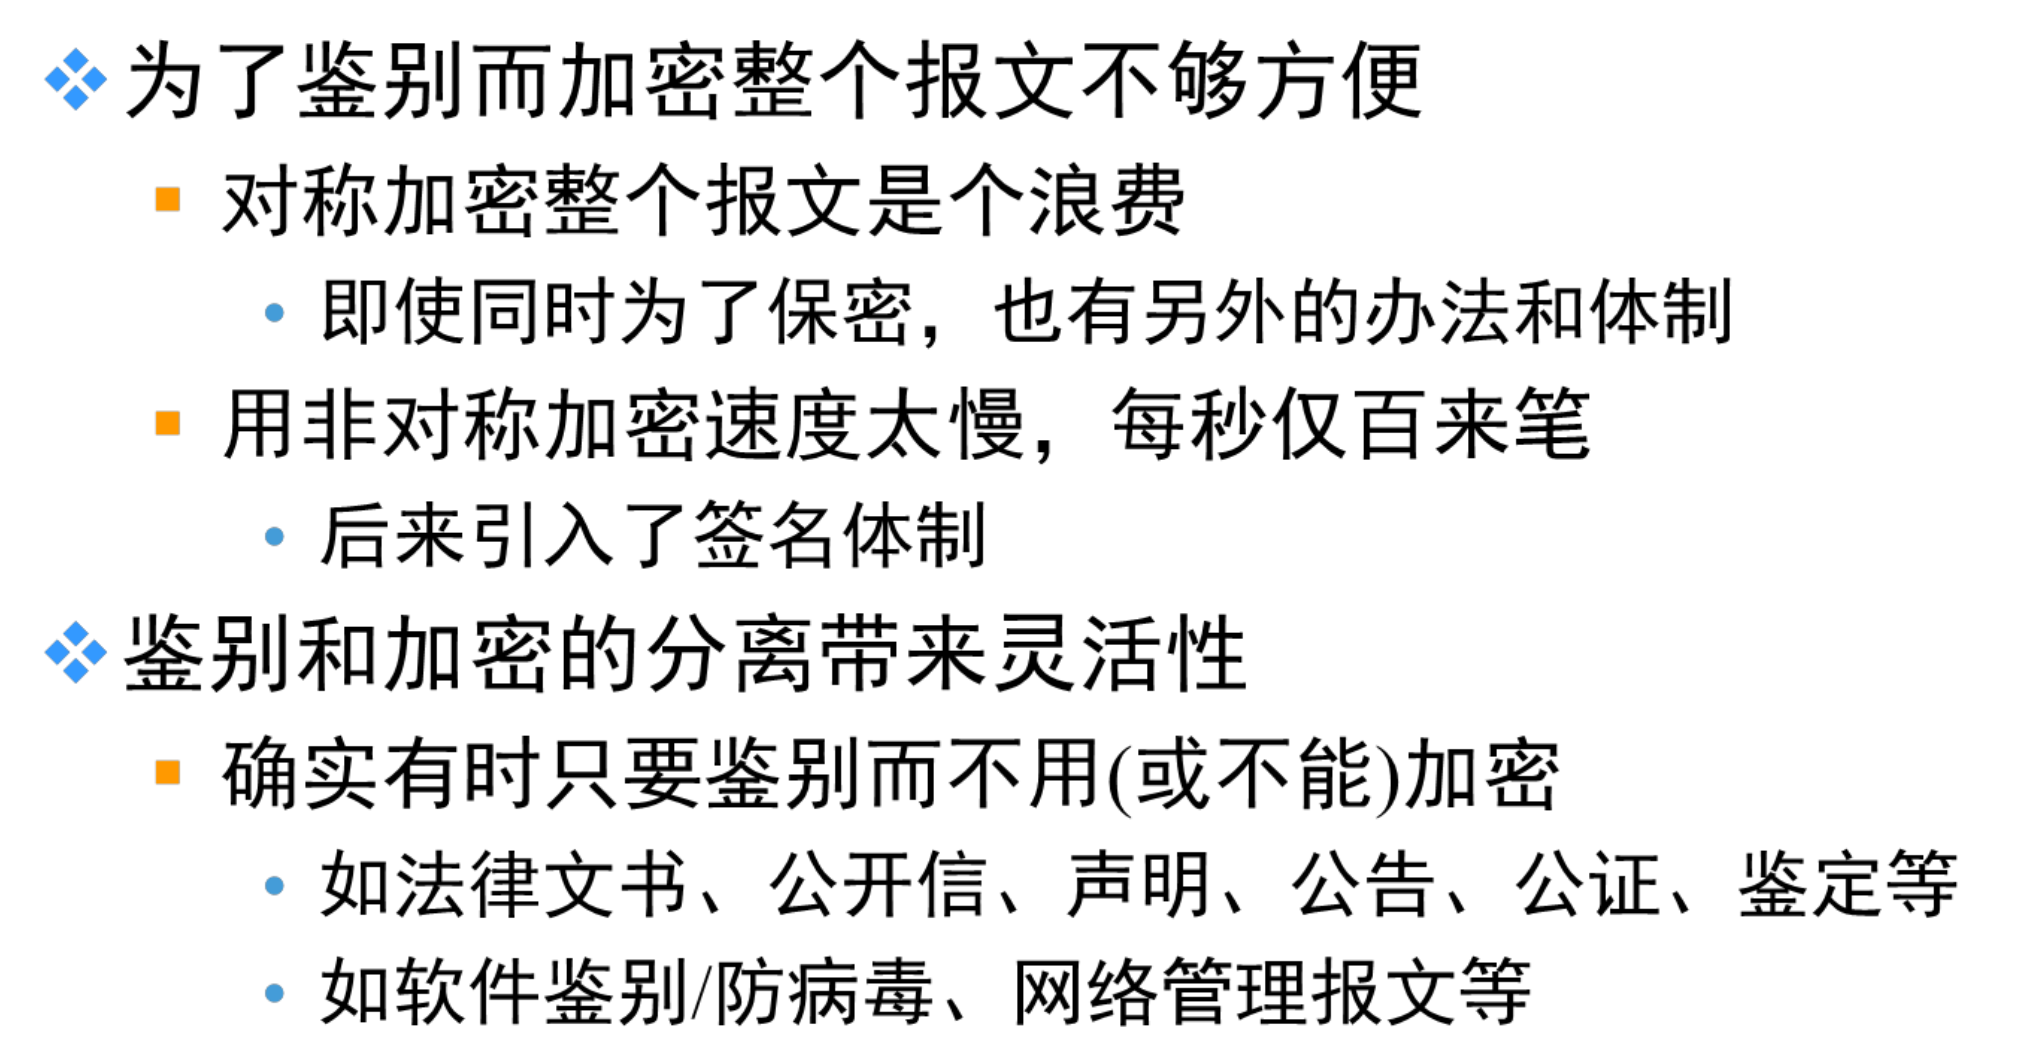 为了鉴别而加密整个报文不够方便
对称加密整个报文是个浪费
即使同时为了保密，也有另外的办法和体制
用非对称加密速度太慢，每秒仅百来笔
后来引入了签名体制
鉴别和加密的分离带来灵活性
确实有时只要鉴别而不用(或不能)加密
如法律文书、公开信、声明、公告、公证、鉴定等
如软件鉴别/防病毒、网络管理报文等